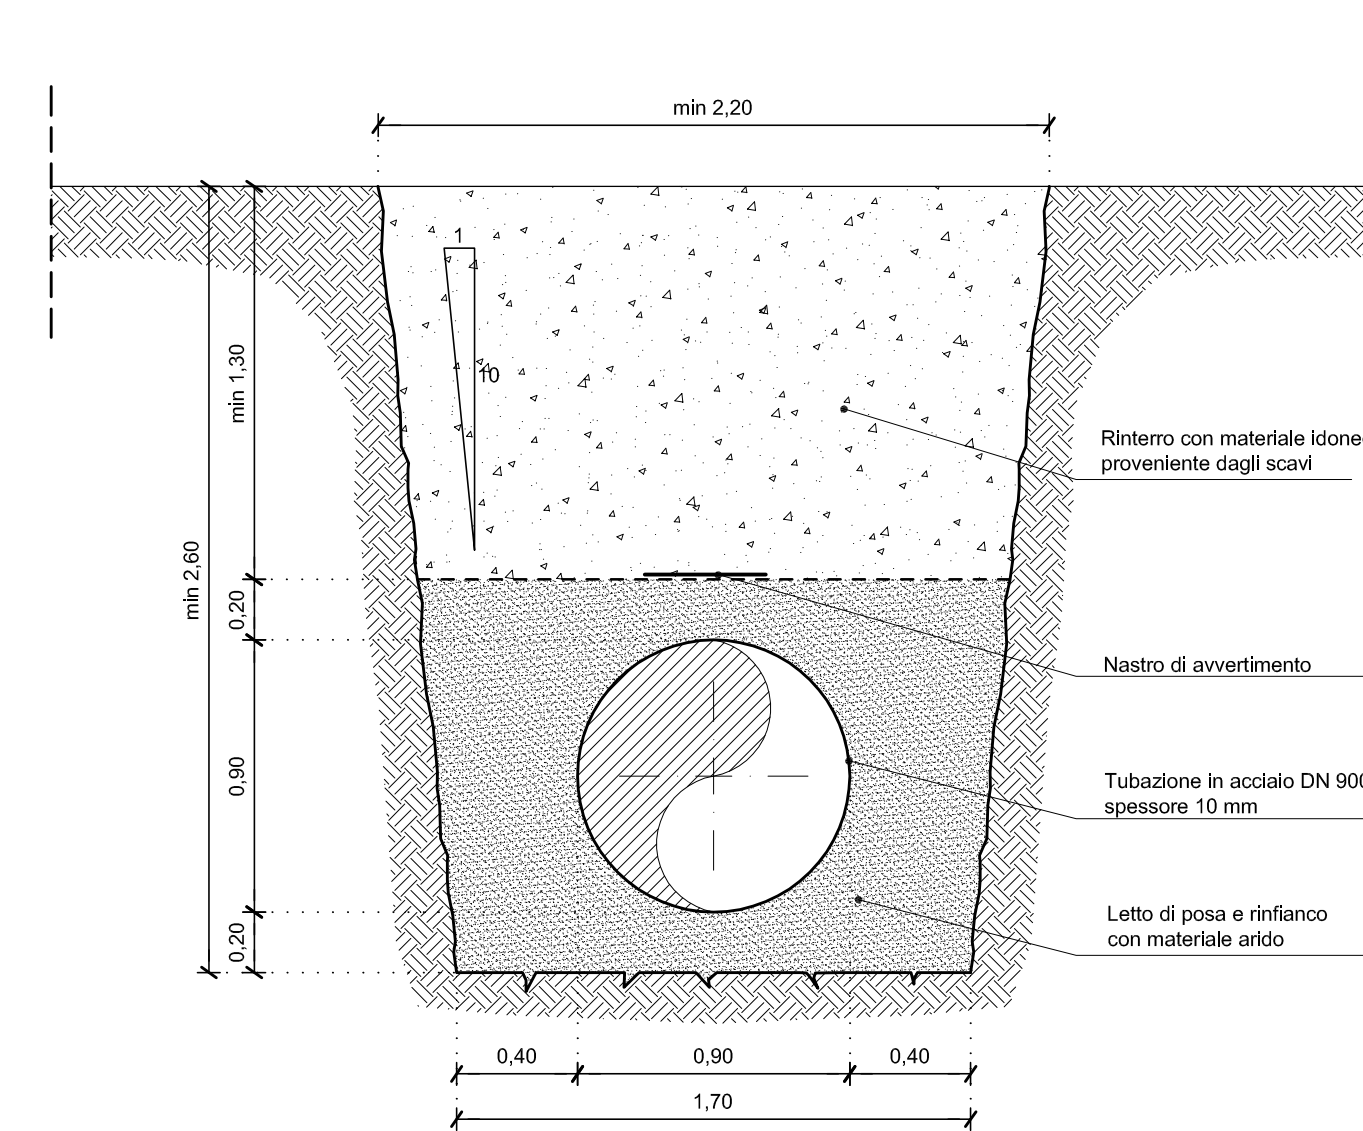 min 2,20
1
10
min 1,30
min 2,60
0,20
0,90
0,20
Rinterro con materiale
proveniente dagli scavi
Nastro di avvertimento
Tubazione in acciaio DN 900
spessore 10 mm
Letto di posa e rinfianco
con materiale arido
0,40
0,90
0,40
1,70